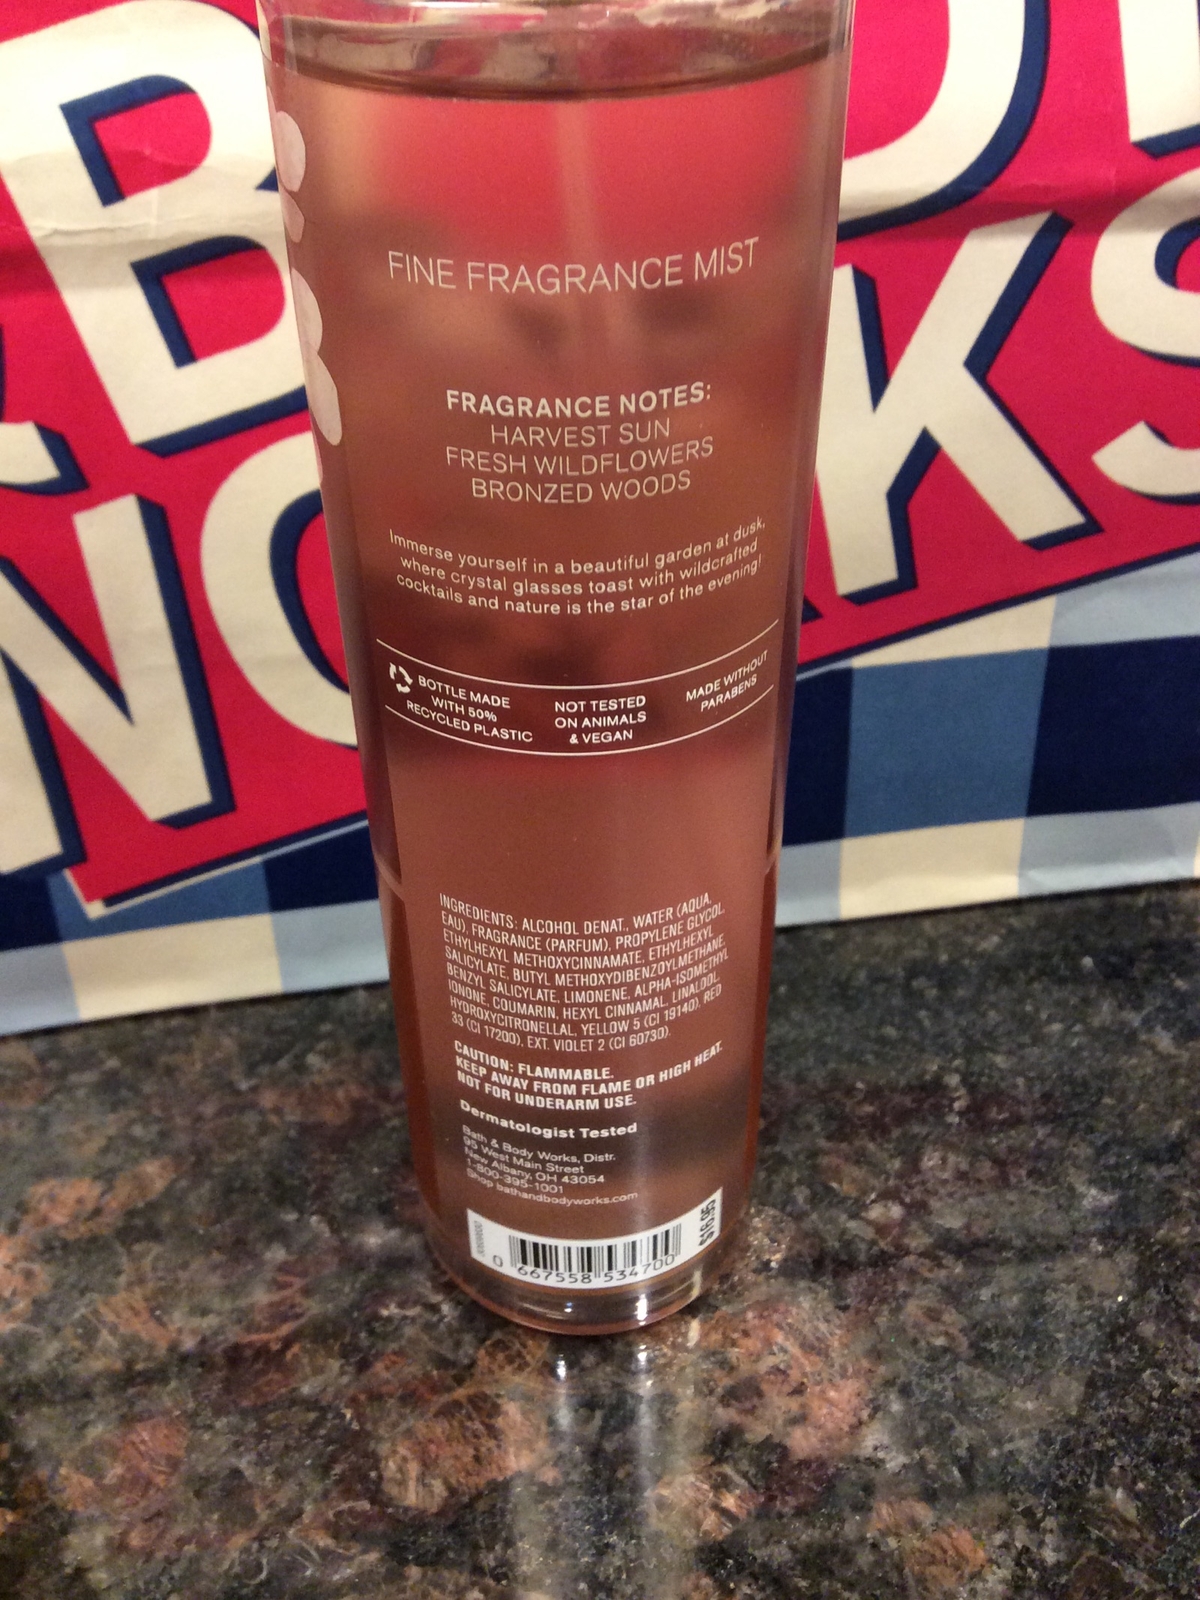 B
D
NO
KS
FINE FRAGRANCE MIST
FRAGRANCE NOTES:
HARVEST SUN
FRESH WILDFLOWERS
BRONZED WOODS
Immerse yourself in a beautiful garden at dusk,
where crystal glasses toast with wildcrafted
cocktails and nature is the star of the evening!
BOTTLE MADE
WITH 50%
RECYCLED PLASTIC
NOT TESTED
ON ANIMALS
& VEGAN
MADE WITHOUT
PARABENS
INGREDIENTS: ALCOHOL DENAT., WATER (AQUA,
EAU), FRAGRANCE (PARFUM), PROPYLENE GLYCOL,
ETHYLHEXYL METHOXYCINNAMATE, ETHYLHEXYL
SALICYLATE, BUTYL METHOXYDIBENZOYLMETHANE,
BENZYL SALICYLATE, LIMONENE, ALPHA-ISOMETHYL
IONONE, COUMARIN, HEXYL CINNAMAL, LINALOOL,
HYDROXYCITRONELLAL, YELLOW 5 (CI 19140), RED
33 (CI 17200), EXT. VIOLET 2 (CI 60730).
CAUTION: FLAMMABLE.
KEEP AWAY FROM FLAME OR HIGH HEAT.
NOT FOR UNDERARM USE.
Dermatologist Tested
Bath & Body Works, Distr.
95 West Main Street
New Albany, OH 43054
1-800-395-1001
Shop bathandbodyworks.com
$16.95
0 667558 534700